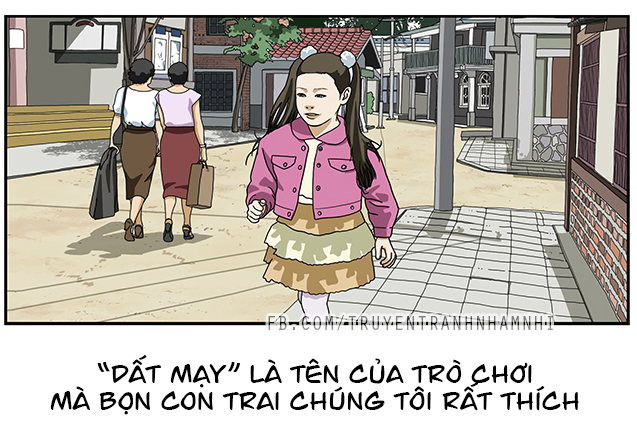 FB.COM/TRUYENTRANHNHAMNHI
"DẤT MẠY" LÀ TÊN CỦA TRÒ CHƠI
MÀ BỌN CON TRAI CHÚNG TÔI RẤT THÍCH